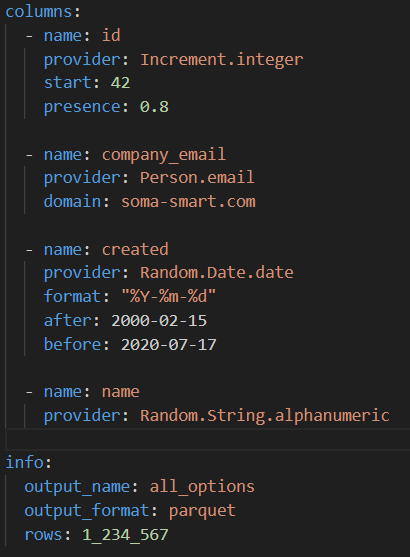 columns:
  - name: id
    provider: Increment.integer
    start: 42
    presence: 0.8

  - name: company_email
    provider: Person.email
    domain: soma-smart.com

  - name: created
    provider: Random.Date.date
    format: "%Y-%m-%d"
    after: 2000-02-15
    before: 2020-07-17

  - name: name
    provider: Random.String.alphanumeric

info:
  output_name: all_options
  output_format: parquet
  rows: 1_234_567